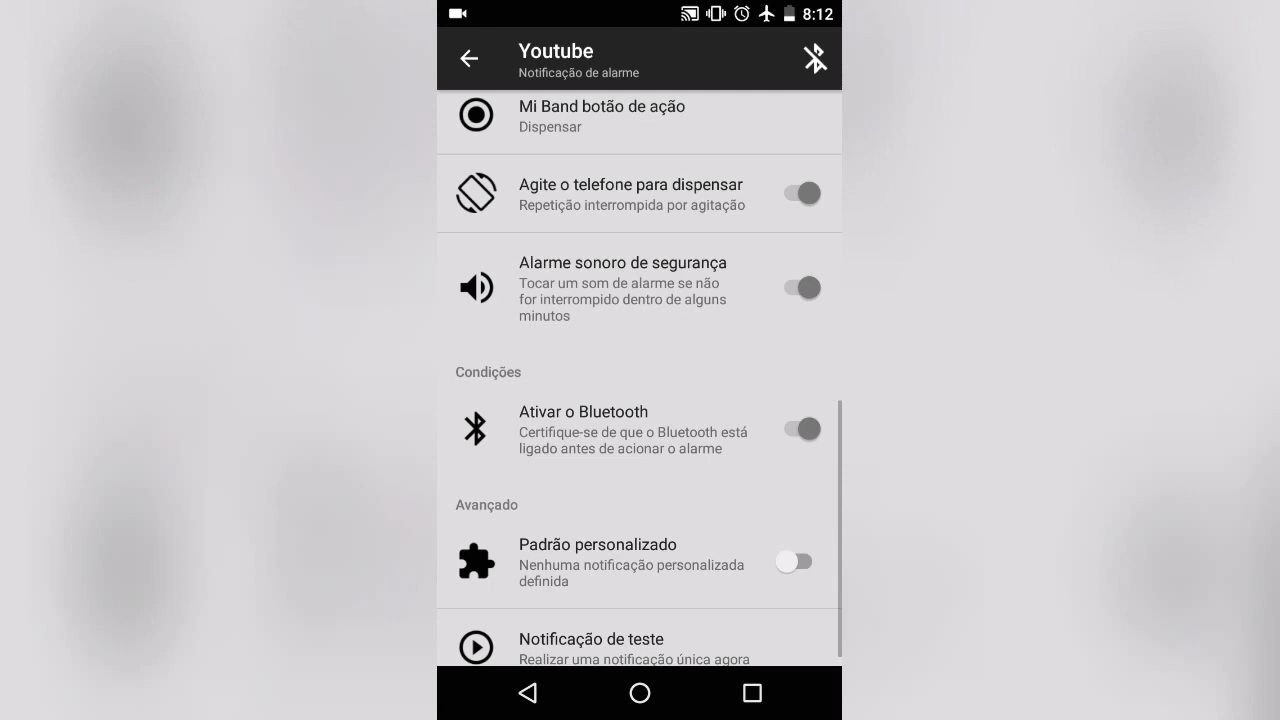 8:12
Youtube
Notificação de alarme
Mi Band botão de ação
Dispensar
Agite o telefone para dispensar
Repetição interrompida por agitação
Alarme sonoro de segurança
Tocar um som de alarme se não
for interrompido dentro de alguns
minutos
Condições
Ativar o Bluetooth
Certifique-se de que o Bluetooth está
ligado antes de acionar o alarme
Avançado
Padrão personalizado
Nenhuma notificação personalizada
definida
Notificação de teste
Realizar uma notificação única agora